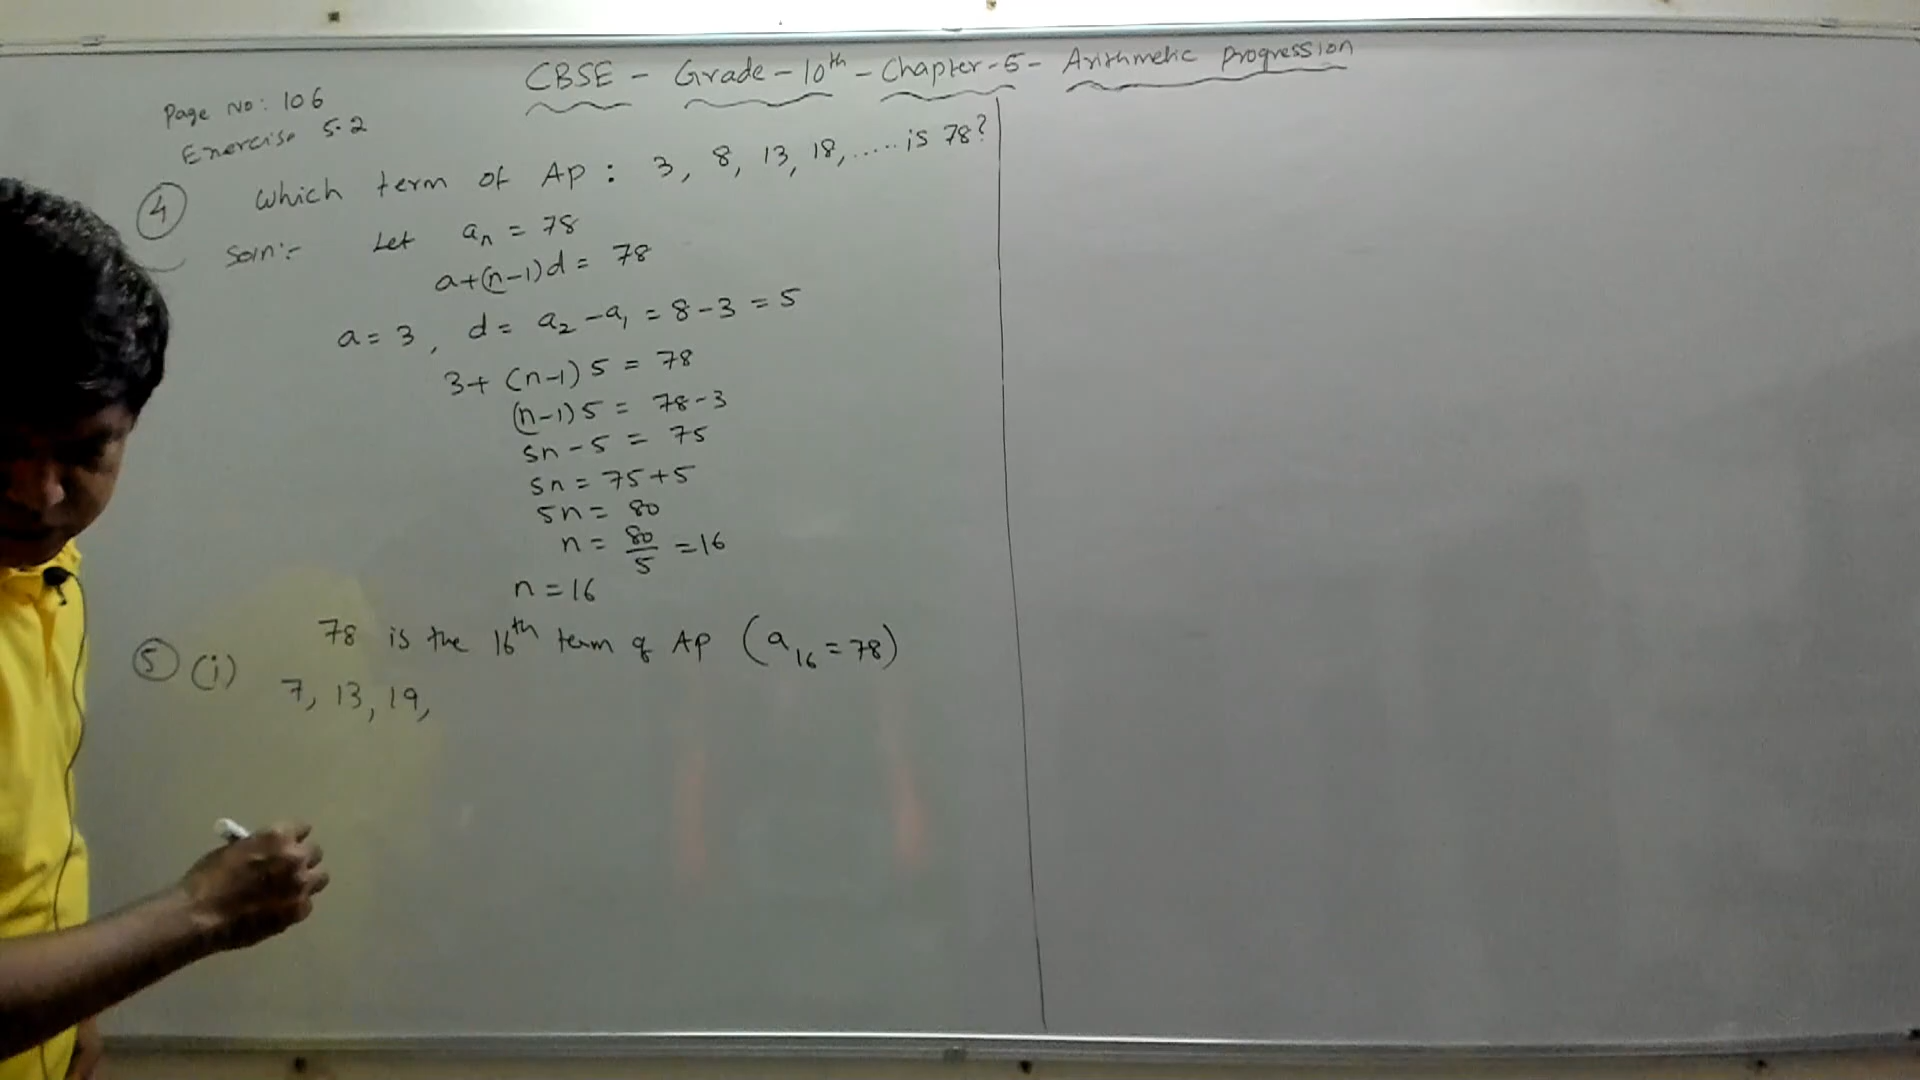 CBSE - Grade - 10th - Chapter - 5 - Arithmetic Progression
Page No: 106
Exercise 5.2
④ Which term of AP : 3, 8, 13, 18, ..... is 78?
Soln:- Let aₙ = 78
a+(n-1)d = 78
a = 3, d = a₂ - a₁ = 8 - 3 = 5
3+ (n-1) 5 = 78
(n-1) 5 = 78-3
5n - 5 = 75
5n = 75+5
5n = 80
n = 80/5 = 16
n = 16
78 is the 16th term of AP (a₁₆ = 78)
⑤ (i)
7, 13, 19,